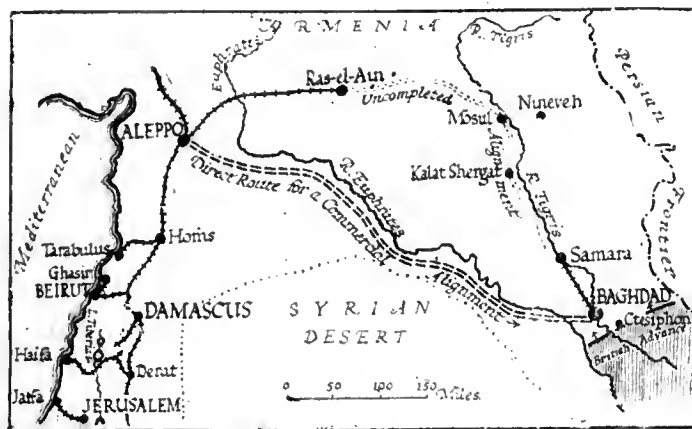 ARMENIA
R. Tigris
Euphrates
Ras-el-Ain
Uncompleted
Alignment
Persian Frontier
Mosul
Nineveh
ALEPPO
Mediterranean
Direct Route for a Commercial Alignment
R. Euphrates
Kalat Shergat
R. Tigris
Homs
Tarabulus
Samara
Ghasir
BEIRUT
BAGHDAD
DAMASCUS
SYRIAN
DESERT
Ctesiphon
British Advance
L. Tiberias
Haifa
Derat
0 50 100 150
Miles.
Jaffa
JERUSALEM